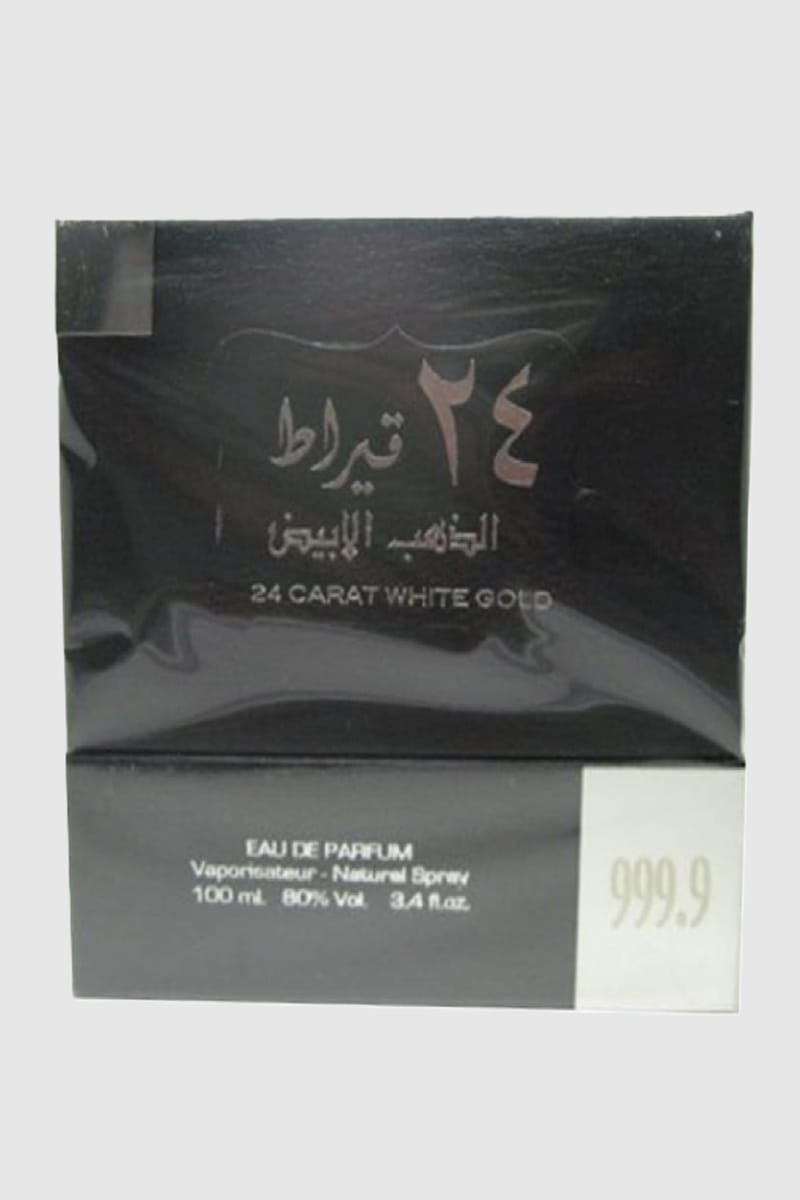 ٢٤ قيراط
الذهب الابيض
24 CARAT WHITE GOLD
EAU DE PARFUM
Vaporisateur - Natural Spray
100 ml. 80% Vol. 3.4 fl.oz.
999.9